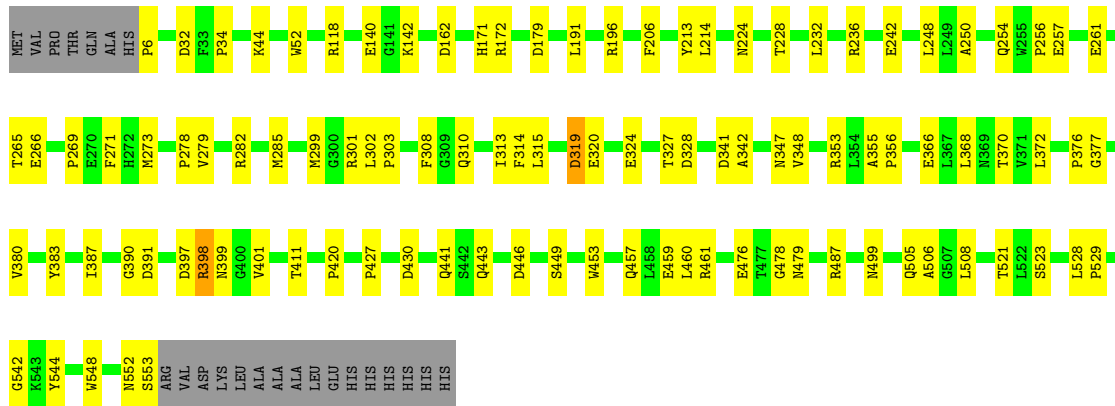 MET VAL PRO THR GLN ALA HIS P6 D32 F33 P34 K44 W52 R118 E140 G141 K142 D162 H171 R172 D179 L191 R196 F206 Y213 L214 N224 T228 L232 R236 E242 L248 L249 A250 Q254 W255 P256 E257 E261
T265 E266 P269 E270 F271 H272 M273 P278 V279 R282 M285 M299 G300 R301 L302 P303 F308 G309 Q310 I313 F314 L315 D319 E320 E324 T327 D328 D341 A342 N347 V348 R353 L354 A355 P356 E366 L367 L368 N369 T370 V371 L372 P376 G377
V380 Y383 I387 G390 D391 D397 R398 N399 G400 V401 T411 P420 P427 D430 Q441 S442 Q443 D446 S449 W453 Q457 L458 E459 L460 R461 E476 T477 G478 N479 R487 N499 Q505 A506 G507 L508 T521 L522 S523 L528 P529
G542 K543 Y544 W548 N552 S553 ARG VAL ASP LYS LEU ALA ALA ALA LEU GLU HIS HIS HIS HIS HIS HIS